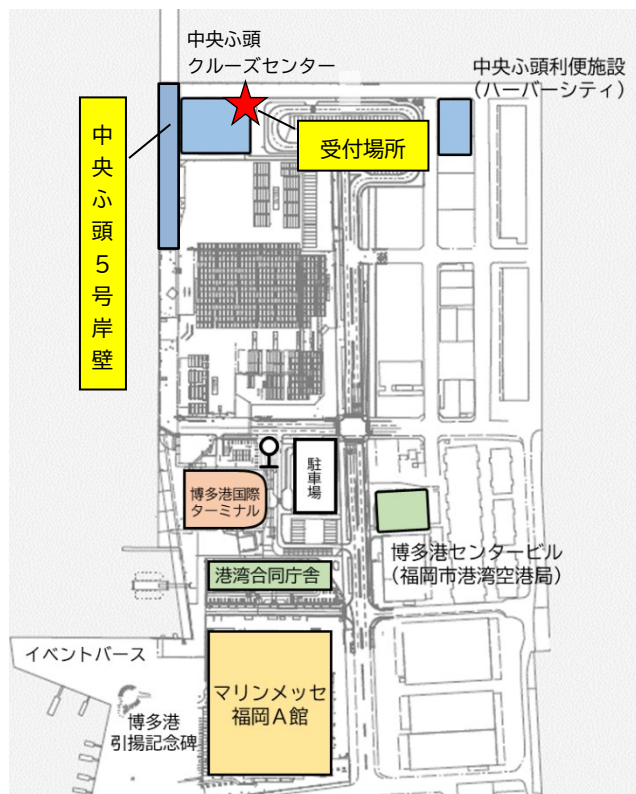 中央ふ頭
クルーズセンター
中央ふ頭利便施設
（ハーバーシティ）
受付場所
中央ふ頭５号岸壁
駐車場
博多港国際
ターミナル
博多港センタービル
（福岡市港湾空港局）
港湾合同庁舎
イベントバース
マリンメッセ
福岡Ａ館
博多港
引揚記念碑